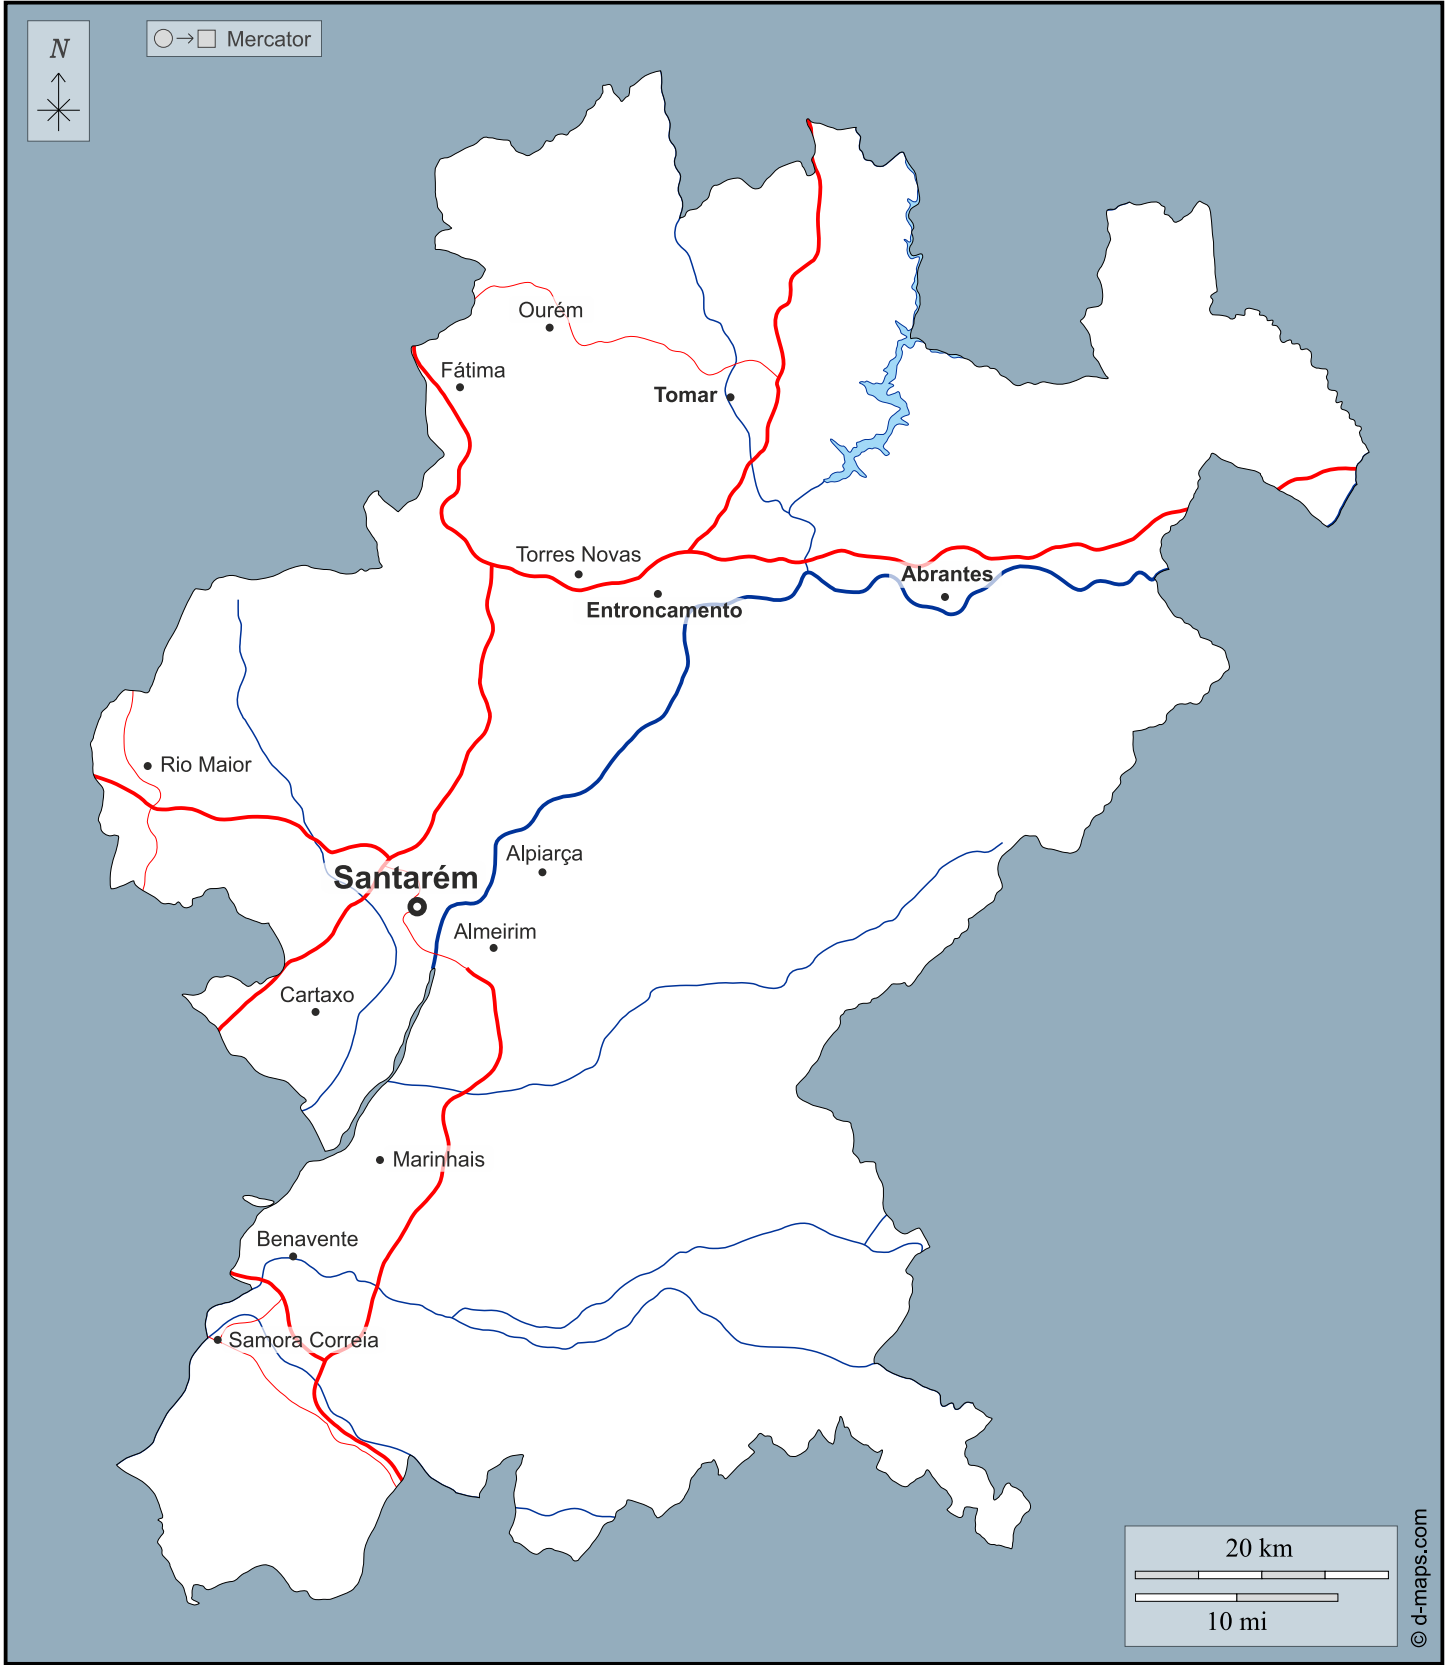 N
Mercator
Ourém
Fátima
Tomar
Torres Novas
Abrantes
Entroncamento
Rio Maior
Alpiarça
Santarém
Almeirim
Cartaxo
Marinhais
Benavente
Samora Correia
20 km
10 mi
© d-maps.com